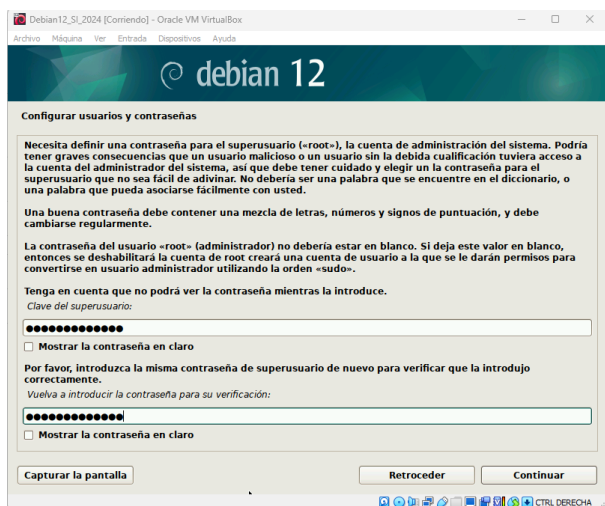 Debian12_SI_2024 [Corriendo] - Oracle VM VirtualBox
Archivo Máquina Ver Entrada Dispositivos Ayuda
debian 12
Configurar usuarios y contraseñas
Necesita definir una contraseña para el superusuario («root»), la cuenta de administración del sistema. Podría
tener graves consecuencias que un usuario malicioso o un usuario sin la debida cualificación tuviera acceso a
la cuenta del administrador del sistema, así que debe tener cuidado y elegir un la contraseña para el
superusuario que no sea fácil de adivinar. No debería ser una palabra que se encuentre en el diccionario, o
una palabra que pueda asociarse fácilmente con usted.
Una buena contraseña debe contener una mezcla de letras, números y signos de puntuación, y debe
cambiarse regularmente.
La contraseña del usuario «root» (administrador) no debería estar en blanco. Si deja este valor en blanco,
entonces se deshabilitará la cuenta de root creará una cuenta de usuario a la que se le darán permisos para
convertirse en usuario administrador utilizando la orden «sudo».
Tenga en cuenta que no podrá ver la contraseña mientras la introduce.
Clave del superusuario:
Mostrar la contraseña en claro
Por favor, introduzca la misma contraseña de superusuario de nuevo para verificar que la introdujo
correctamente.
Vuelva a introducir la contraseña para su verificación:
Mostrar la contraseña en claro
Capturar la pantalla Retroceder Continuar
CTRL DERECHA